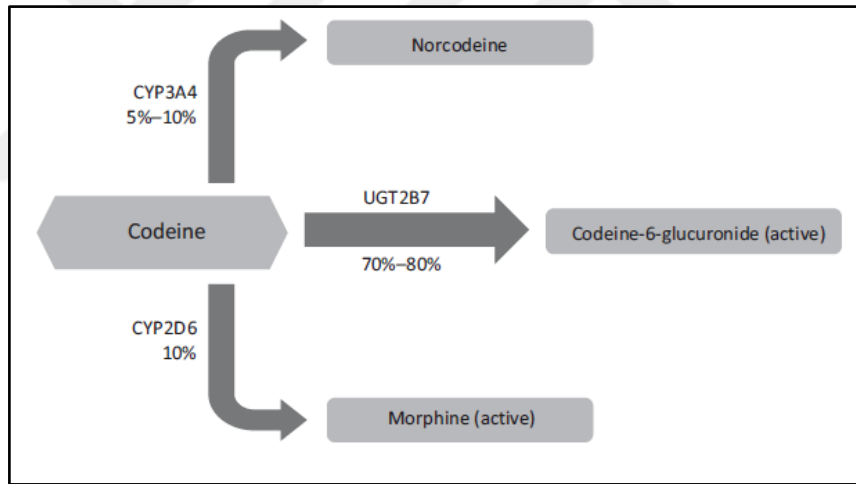 Norcodeine
CYP3A4
5%–10%
UGT2B7
Codeine
Codeine-6-glucuronide (active)
70%–80%
CYP2D6
10%
Morphine (active)